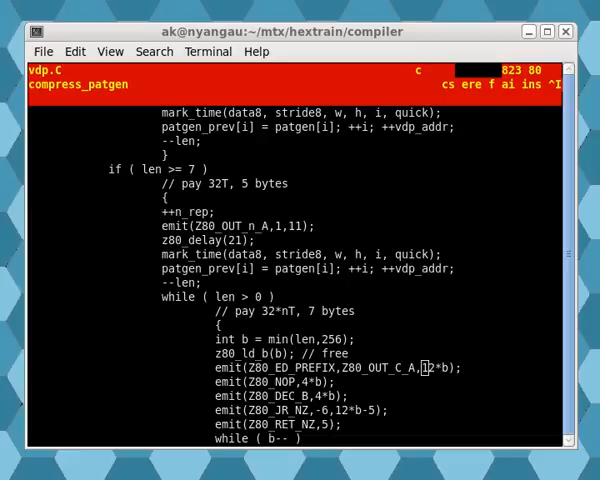 ak@nyangau:~/mtx/hextrain/compiler
File Edit View Search Terminal Help
vdp.C c 823 80
compress_patgen cs ere f ai ins ^I
mark_time(data8, stride8, w, h, i, quick);
patgen_prev[i] = patgen[i]; ++i; ++vdp_addr;
--len;
}
if ( len >= 7 )
// pay 32T, 5 bytes
{
++n_rep;
emit(Z80_OUT_n_A,1,11);
z80_delay(21);
mark_time(data8, stride8, w, h, i, quick);
patgen_prev[i] = patgen[i]; ++i; ++vdp_addr;
--len;
while ( len > 0 )
// pay 32*nT, 7 bytes
{
int b = min(len,256);
z80_ld_b(b); // free
emit(Z80_ED_PREFIX,Z80_OUT_C_A,12*b);
emit(Z80_NOP,4*b);
emit(Z80_DEC_B,4*b);
emit(Z80_JR_NZ,-6,12*b-5);
emit(Z80_RET_NZ,5);
while ( b-- )